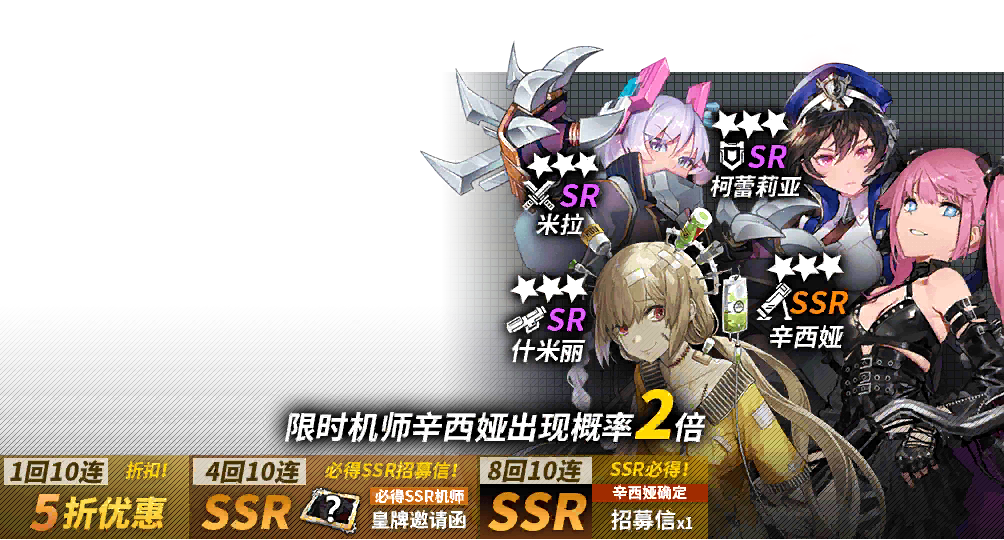 SR
柯蕾莉亚
SR
米拉
SSR
辛西娅
SR
什米丽
限时机师辛西娅出现概率2倍
1回10连 折扣!
5折优惠
4回10连 必得SSR招募信!
SSR
?
必得SSR机师
皇牌邀请函
8回10连 SSR必得!
SSR
辛西娅确定
招募信x1